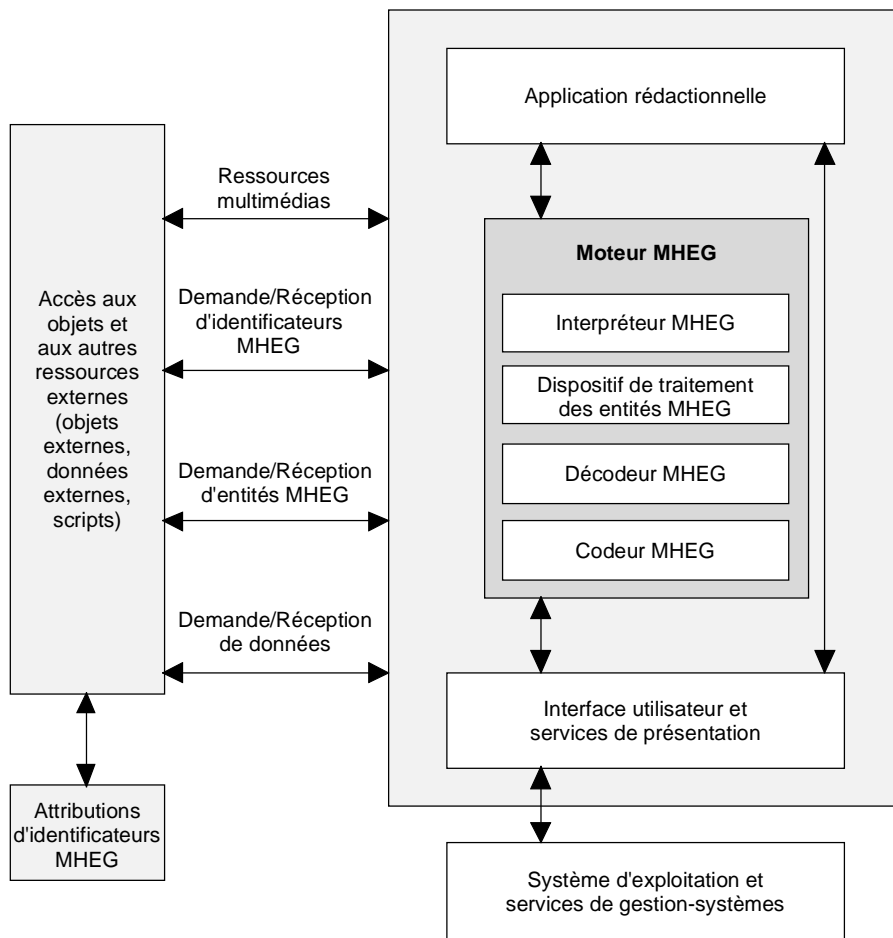 Application rédactionnelle
Ressources
multimédias
Moteur MHEG
Accès aux
objets et
aux autres
ressources
externes
(objets
externes,
données
externes,
scripts)
Demande/Réception
d'identificateurs
MHEG
Interpréteur MHEG
Dispositif de traitement
des entités MHEG
Demande/Réception
d'entités MHEG
Décodeur MHEG
Codeur MHEG
Demande/Réception
de données
Interface utilisateur et
services de présentation
Attributions
d'identificateurs
MHEG
Système d'exploitation et
services de gestion-systèmes